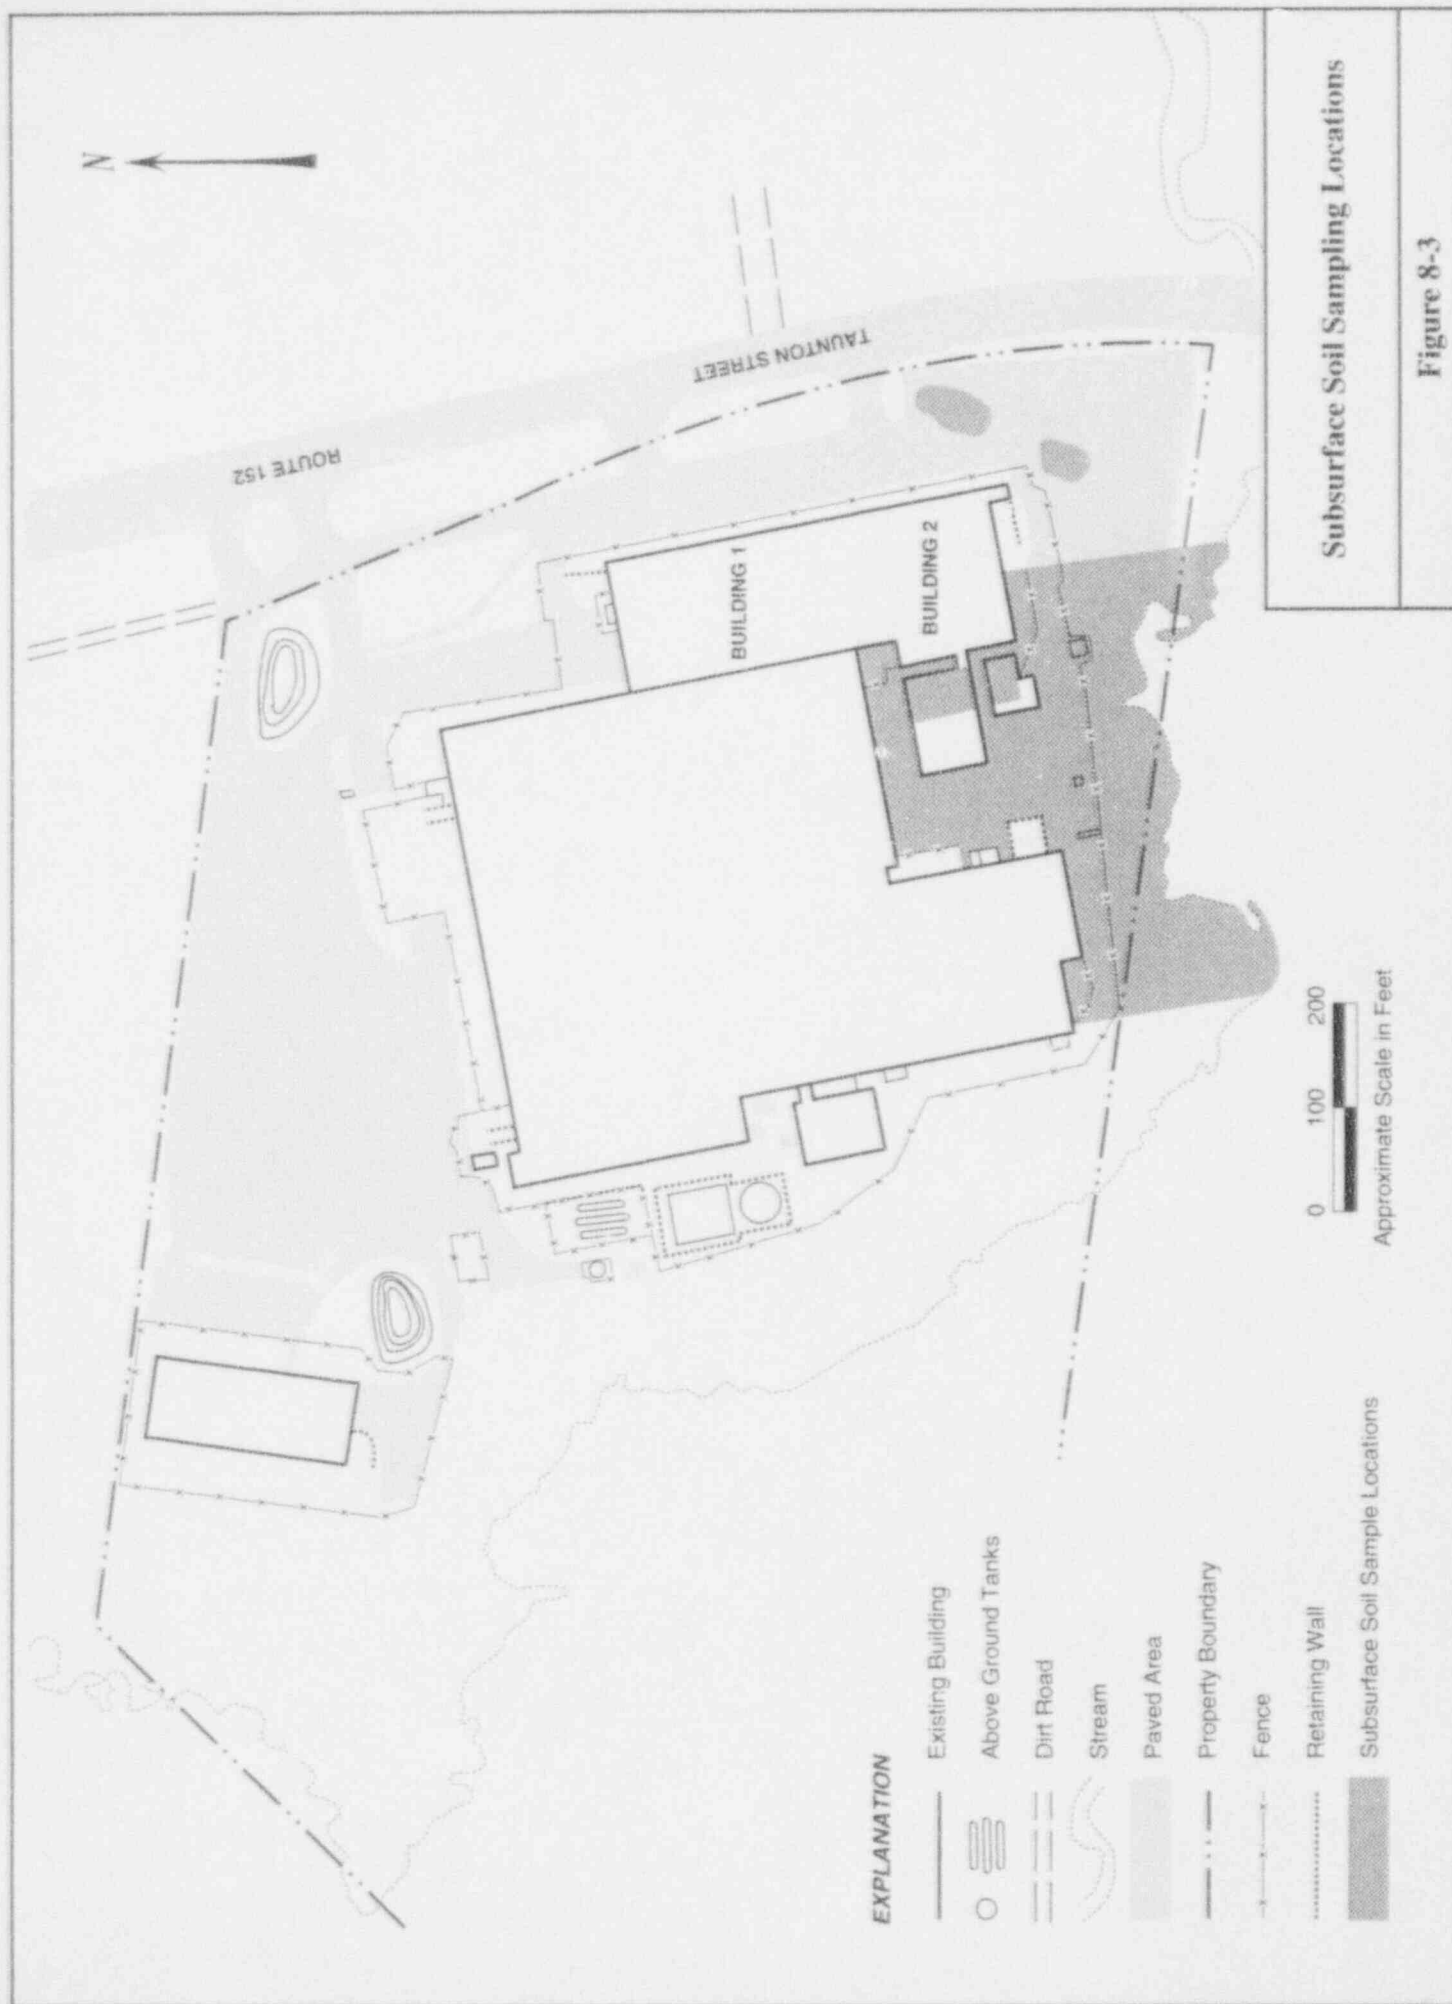 N
ROUTE 152
TAUNTON STREET
BUILDING 1
BUILDING 2
EXPLANATION
Existing Building
Above Ground Tanks
Dirt Road
Stream
Paved Area
Property Boundary
Fence
Retaining Wall
Subsurface Soil Sample Locations
0 100 200
Approximate Scale in Feet
Subsurface Soil Sampling Locations
Figure 8-3